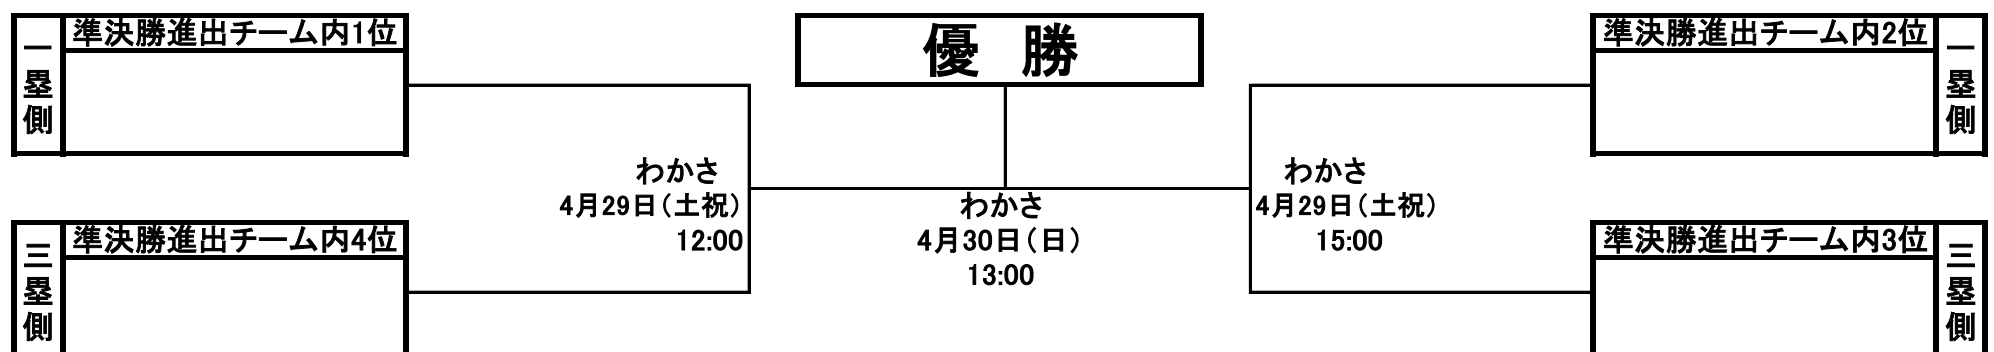 一塁側
準決勝進出チーム内1位
優　勝
準決勝進出チーム内2位
一塁側
わかさ
4月29日（土祝）
12:00
わかさ
4月30日（日）
13:00
わかさ
4月29日（土祝）
15:00
三塁側
準決勝進出チーム内4位
準決勝進出チーム内3位
三塁側